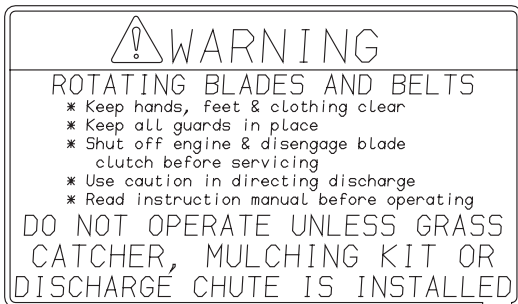 WARNING
ROTATING BLADES AND BELTS
* Keep hands, feet & clothing clear
* Keep all guards in place
* Shut off engine & disengage blade
clutch before servicing
* Use caution in directing discharge
* Read instruction manual before operating
DO NOT OPERATE UNLESS GRASS
CATCHER, MULCHING KIT OR
DISCHARGE CHUTE IS INSTALLED